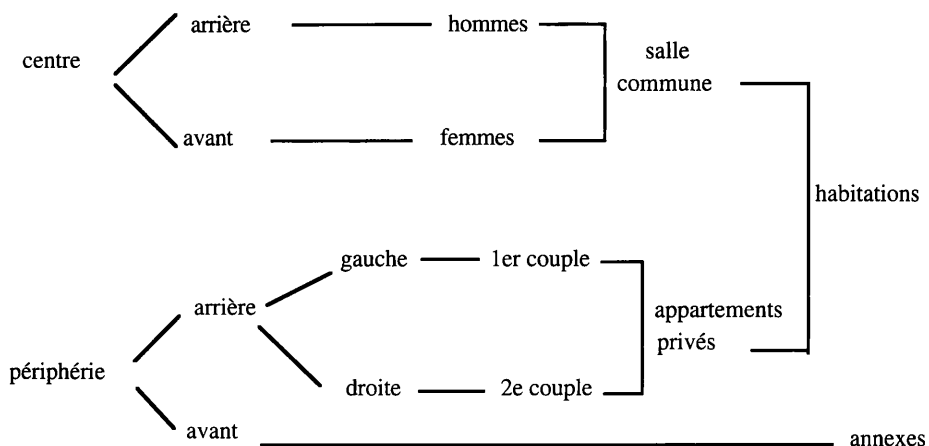 arrière hommes
centre salle
commune
avant femmes
habitations
gauche 1er couple
arrière appartements
privés
périphérie
droite 2e couple
avant annexes